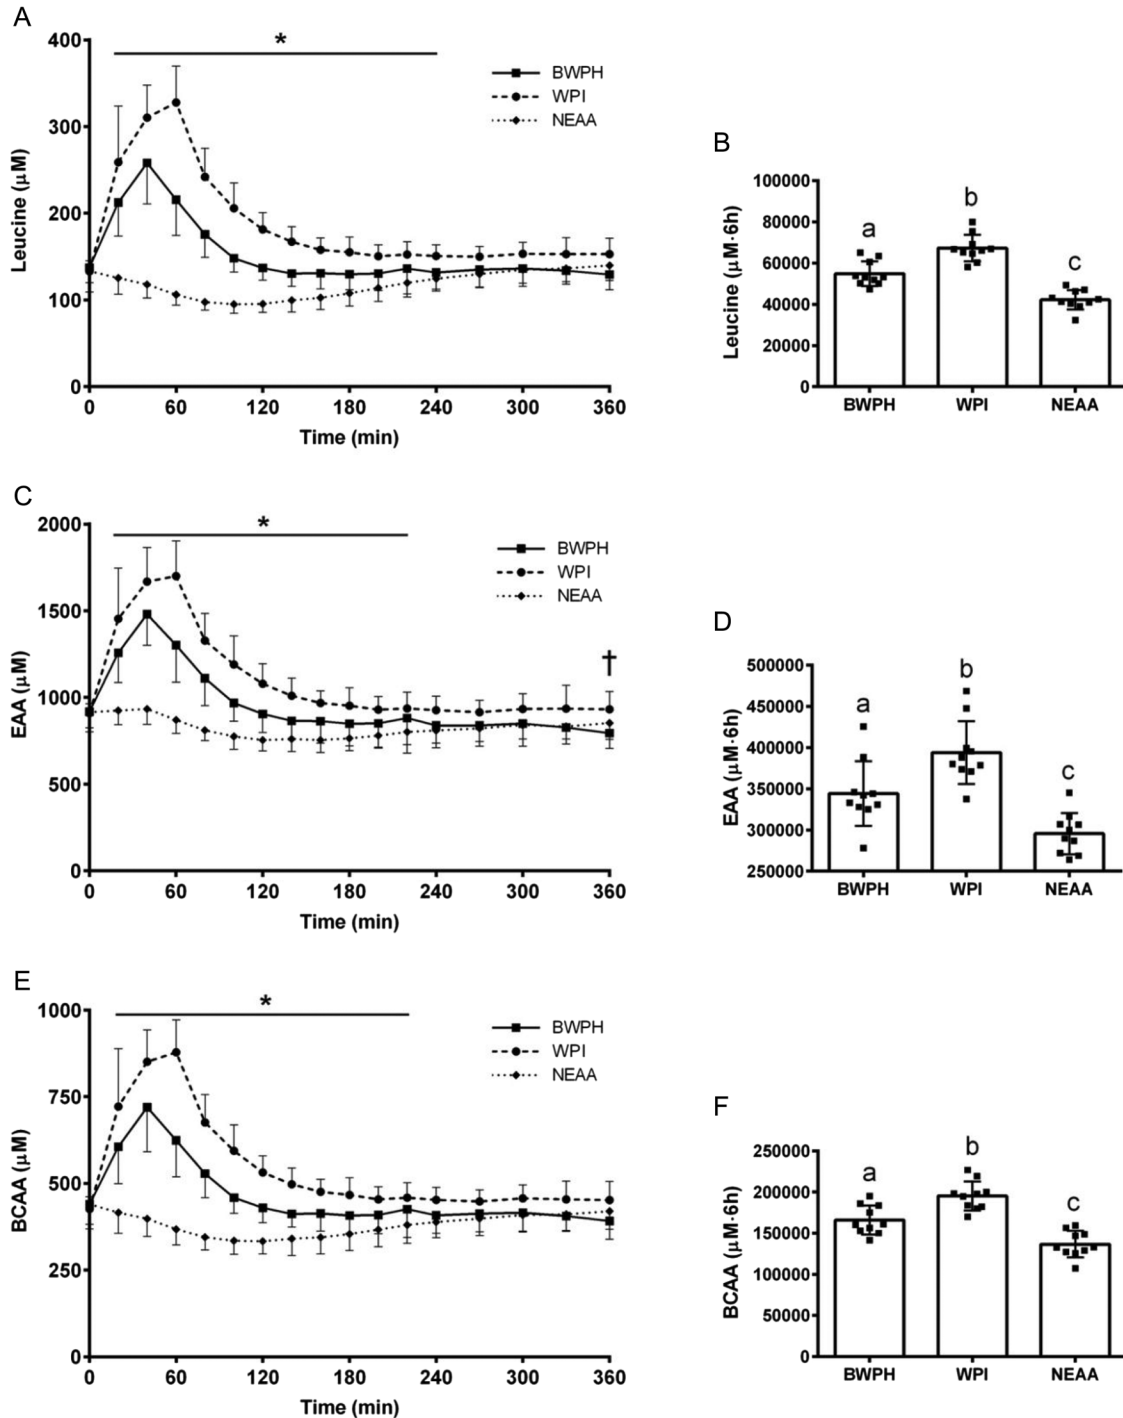 A
400
300
200
100
0
Leucine (μM)
*
BWPH
WPI
NEAA
0 60 120 180 240 300 360
Time (min)
B
100000
80000
60000
40000
20000
0
Leucine (μM·6h)
a b c
BWPH WPI NEAA
C
2000
1500
1000
500
0
EAA (μM)
*
†
BWPH
WPI
NEAA
0 60 120 180 240 300 360
Time (min)
D
500000
450000
400000
350000
300000
250000
EAA (μM·6h)
a b c
BWPH WPI NEAA
E
1000
750
500
250
0
BCAA (μM)
*
BWPH
WPI
NEAA
0 60 120 180 240 300 360
Time (min)
F
250000
200000
150000
100000
50000
0
BCAA (μM·6h)
a b c
BWPH WPI NEAA